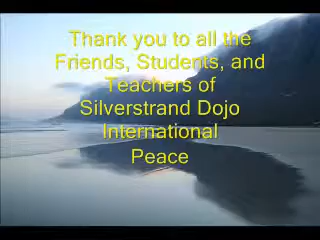 Thank you to all the
Friends, Students, and
Teachers of
Silverstrand Dojo
International
Peace